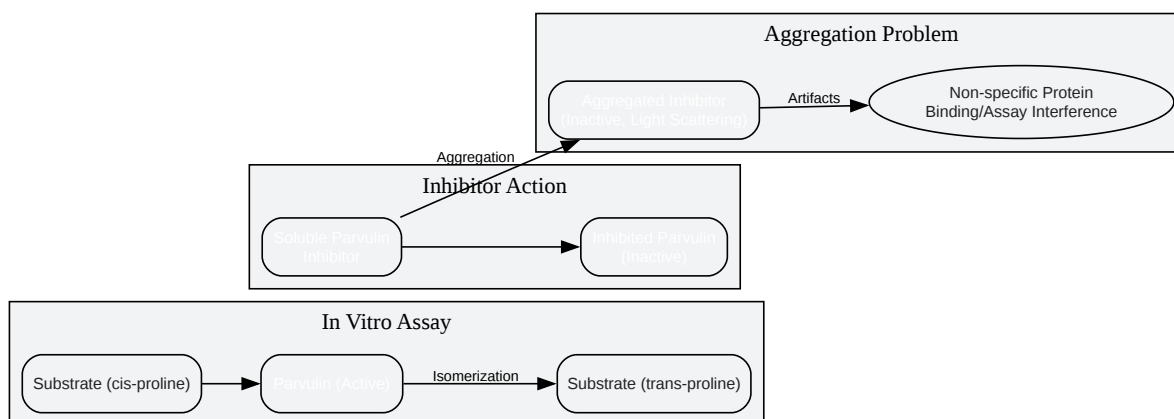 Aggregation Problem
Aggregated Inhibitor
(Inactive, Light Scattering)
Artifacts
Non-specific Protein
Binding/Assay Interference
Aggregation
Inhibitor Action
Soluble Parvulin
Inhibitor
Inhibited Parvulin
(Inactive)
In Vitro Assay
Substrate (cis-proline)
Parvulin (Active)
Isomerization
Substrate (trans-proline)